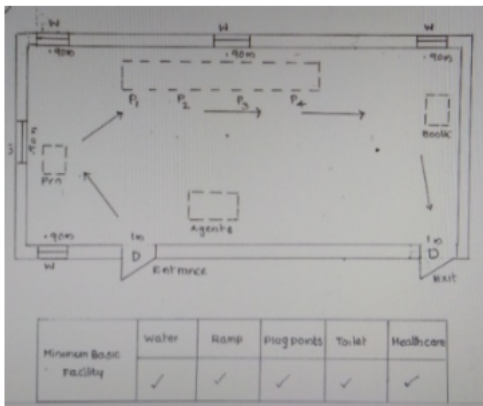 W W W
.90m .90m .90m
P1 P2 P3 P4
W .90m
Booth
Pro
Agents
.90m 1m 1m
D D
W
Entrance Exit
Water Ramp Plug points Toilet Healthcare
Minimum Basic Facility ✓ ✓ ✓ ✓ ✓